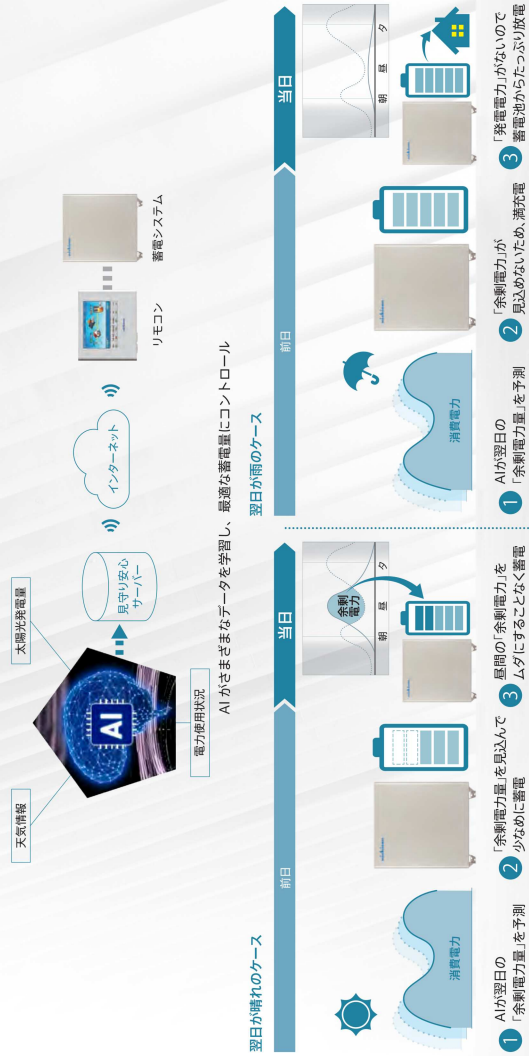 天気情報
太陽光発電量
電力使用状況
AI
見守り安心
サーバー
インターネット
リモコン
蓄電システム
AI がさまざまなデータを学習し、最適な蓄電量にコントロール
翌日が晴れのケース
前日
当日
消費電力
余剰
電力
朝
昼
夕
1 AIが翌日の
「余剰電力量」を予測
2 「余剰電力量」を見込んで
少なめに蓄電
3 昼間の「余剰電力」を
ムダにすることなく蓄電
翌日が雨のケース
前日
当日
消費電力
朝
昼
夕
1 AIが翌日の
「余剰電力量」を予測
2 「余剰電力」が
見込めないため、満充電
3 「発電電力」がないので
蓄電池からたっぷり放電